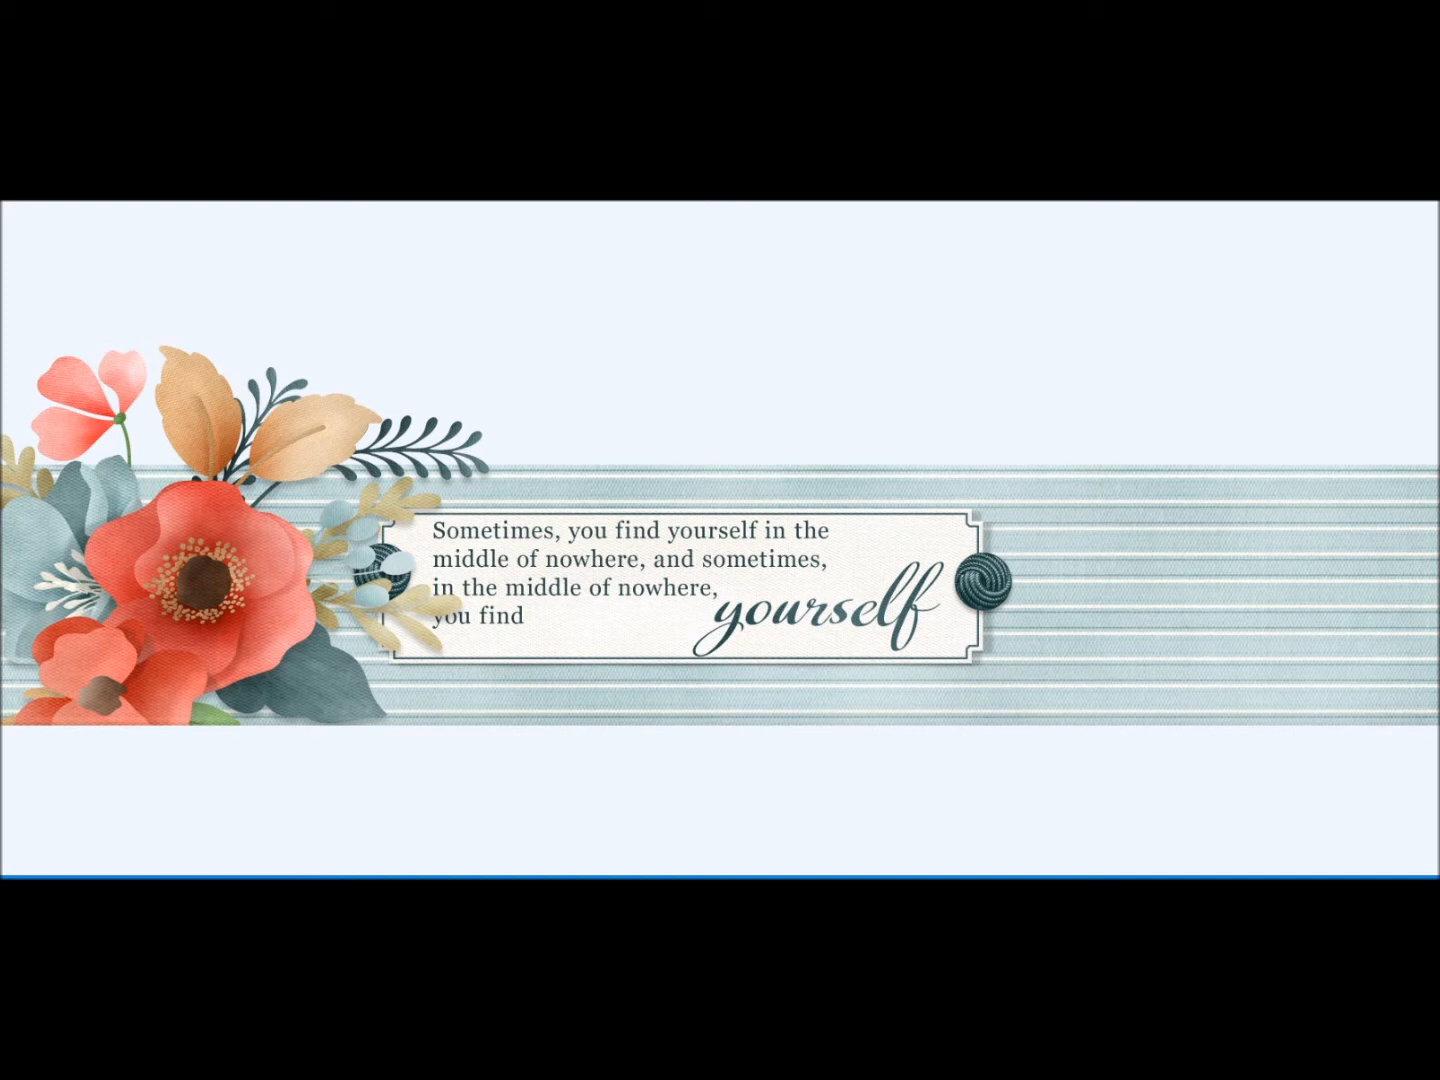 Sometimes, you find yourself in the
middle of nowhere, and sometimes,
in the middle of nowhere,
you find yourself